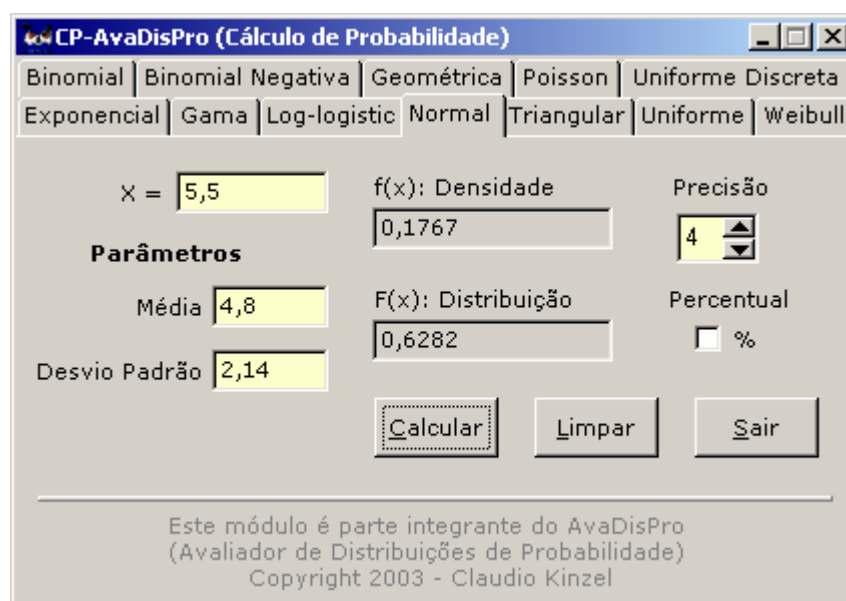 CP-AvaDisPro (Cálculo de Probabilidade)
Binomial Binomial Negativa Geométrica Poisson Uniforme Discreta
Exponencial Gama Log-logistic Normal Triangular Uniforme Weibull
X = 5,5
f(x): Densidade
0,1767
Precisão
4
Parâmetros
Média 4,8
Desvio Padrão 2,14
F(x): Distribuição
0,6282
Percentual
%
Calcular Limpar Sair
Este módulo é parte integrante do AvaDisPro
(Avaliador de Distribuições de Probabilidade)
Copyright 2003 - Claudio Kinzel